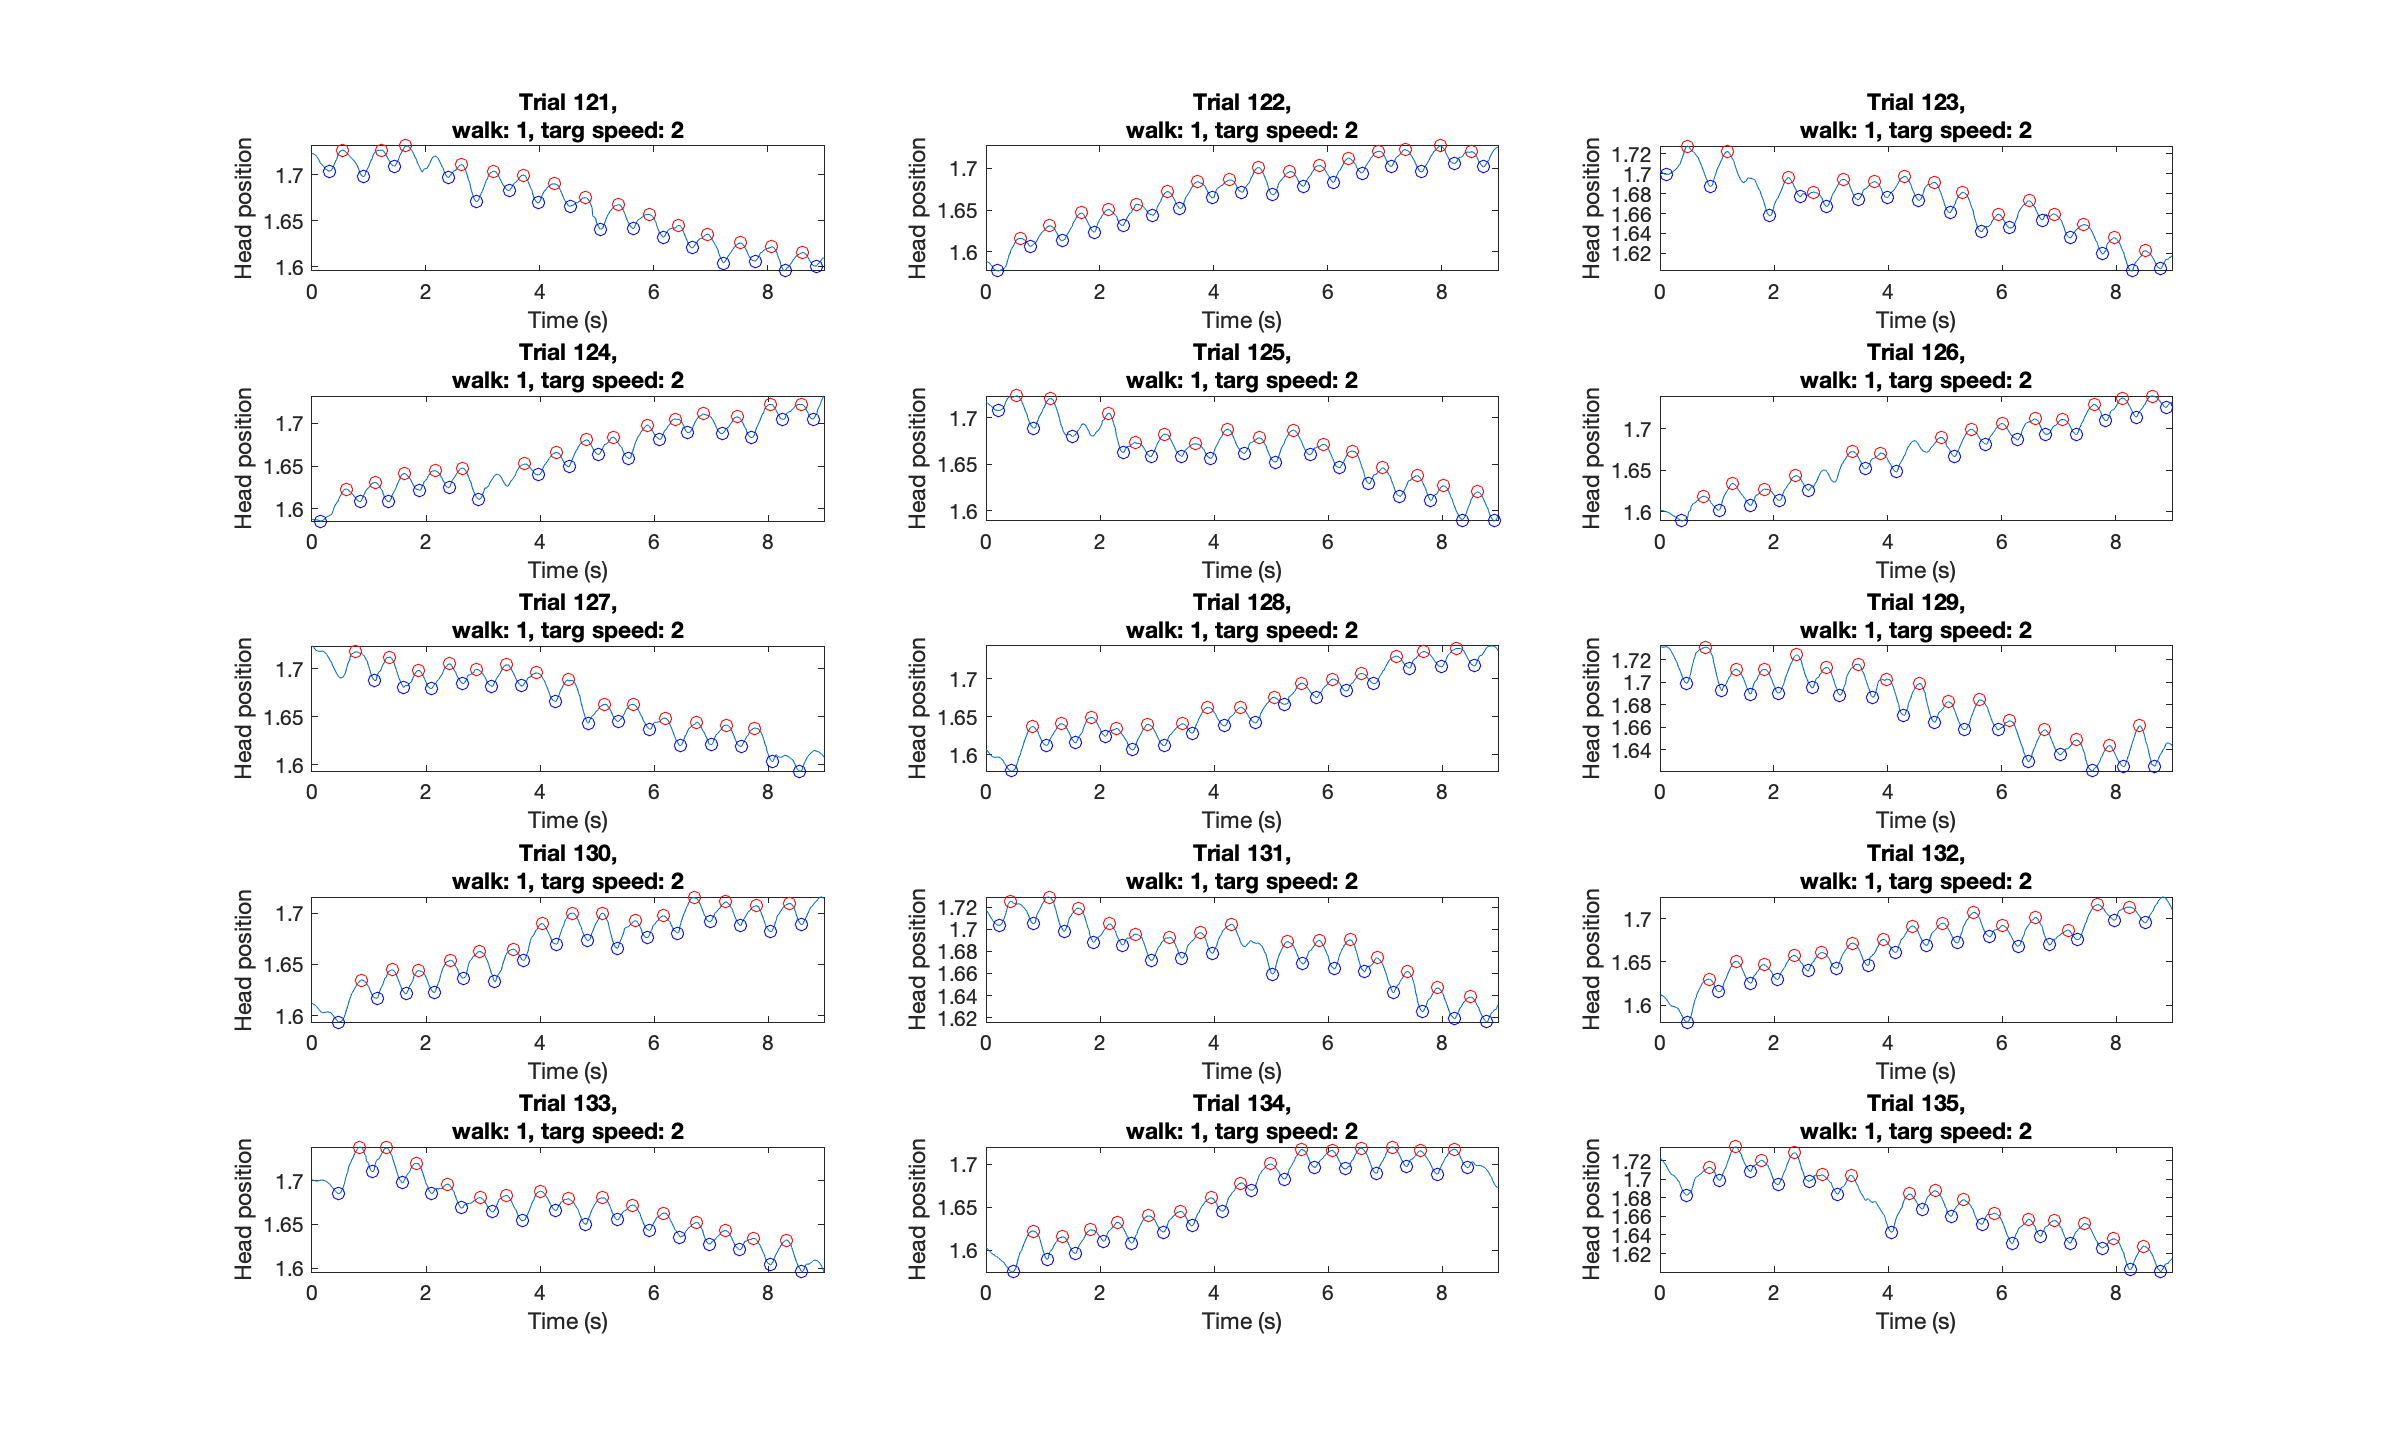 Trial 121,
walk: 1, targ speed: 2
Head position
1.7
1.65
1.6
0 2 4 6 8
Time (s)
Trial 122,
walk: 1, targ speed: 2
Head position
1.7
1.65
1.6
0 2 4 6 8
Time (s)
Trial 123,
walk: 1, targ speed: 2
Head position
1.72
1.7
1.68
1.66
1.64
1.62
0 2 4 6 8
Time (s)
Trial 124,
walk: 1, targ speed: 2
Head position
1.7
1.65
1.6
0 2 4 6 8
Time (s)
Trial 125,
walk: 1, targ speed: 2
Head position
1.7
1.65
1.6
0 2 4 6 8
Time (s)
Trial 126,
walk: 1, targ speed: 2
Head position
1.7
1.65
1.6
0 2 4 6 8
Time (s)
Trial 127,
walk: 1, targ speed: 2
Head position
1.7
1.65
1.6
0 2 4 6 8
Time (s)
Trial 128,
walk: 1, targ speed: 2
Head position
1.7
1.65
1.6
0 2 4 6 8
Time (s)
Trial 129,
walk: 1, targ speed: 2
Head position
1.72
1.7
1.68
1.66
1.64
0 2 4 6 8
Time (s)
Trial 130,
walk: 1, targ speed: 2
Head position
1.7
1.65
1.6
0 2 4 6 8
Time (s)
Trial 131,
walk: 1, targ speed: 2
Head position
1.72
1.7
1.68
1.66
1.64
1.62
0 2 4 6 8
Time (s)
Trial 132,
walk: 1, targ speed: 2
Head position
1.7
1.65
1.6
0 2 4 6 8
Time (s)
Trial 133,
walk: 1, targ speed: 2
Head position
1.7
1.65
1.6
0 2 4 6 8
Time (s)
Trial 134,
walk: 1, targ speed: 2
Head position
1.7
1.65
1.6
0 2 4 6 8
Time (s)
Trial 135,
walk: 1, targ speed: 2
Head position
1.72
1.7
1.68
1.66
1.64
1.62
0 2 4 6 8
Time (s)